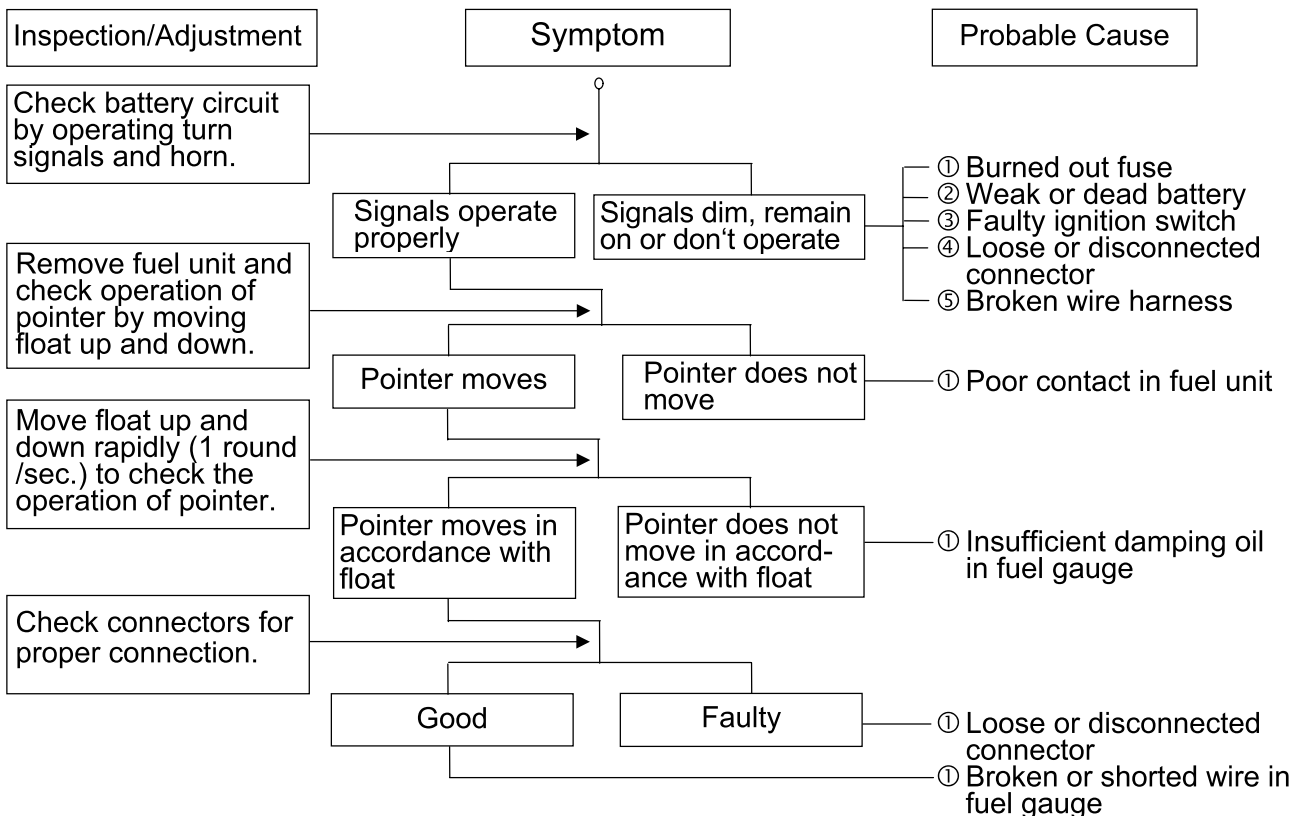 Inspection/Adjustment
Symptom
Probable Cause
Check battery circuit
by operating turn
signals and horn.
Signals operate
properly
Signals dim, remain
on or don't operate
① Burned out fuse
② Weak or dead battery
③ Faulty ignition switch
④ Loose or disconnected
connector
⑤ Broken wire harness
Remove fuel unit and
check operation of
pointer by moving
float up and down.
Pointer moves
Pointer does not
move
① Poor contact in fuel unit
Move float up and
down rapidly (1 round
/sec.) to check the
operation of pointer.
Pointer moves in
accordance with
float
Pointer does not
move in accord-
ance with float
① Insufficient damping oil
in fuel gauge
Check connectors for
proper connection.
Good
Faulty
① Loose or disconnected
connector
① Broken or shorted wire in
fuel gauge